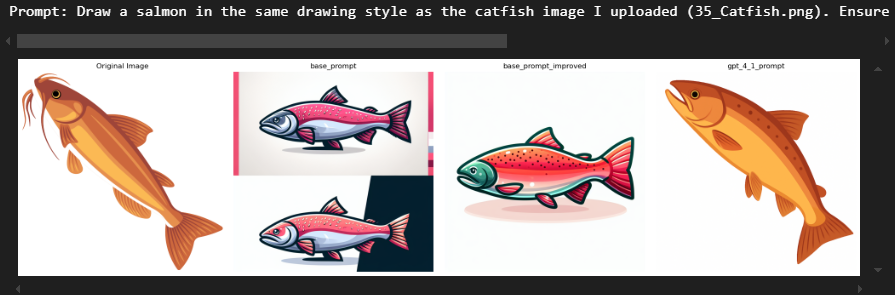 Prompt: Draw a salmon in the same drawing style as the catfish image I uploaded (35_Catfish.png). Ensure
Original Image
base_prompt
base_prompt_improved
gpt_4_1_prompt